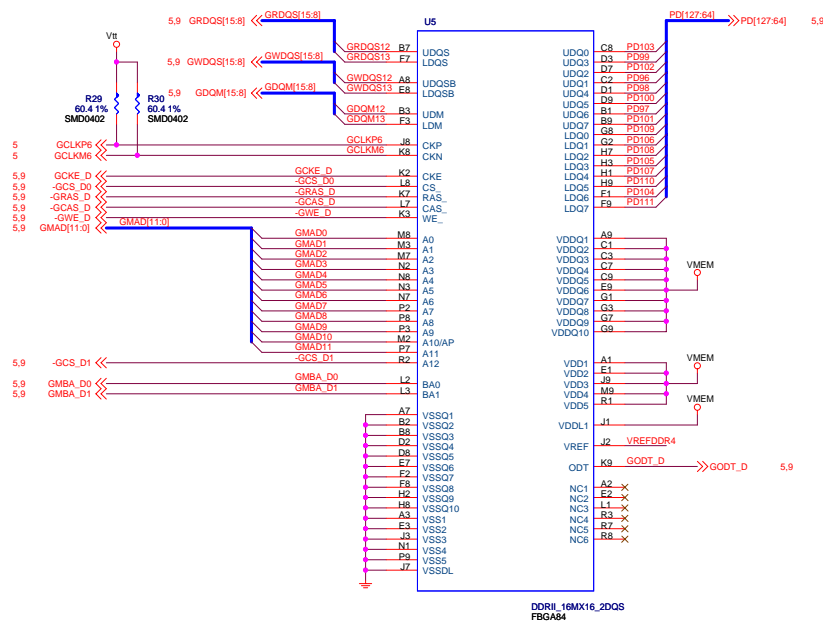 5,9 GRDQS[15:8] GRDQS[15:8] U5 PD[127:64] PD[127:64] 5,9
Vtt
GRDQS12 B7 UDQS UDQ0 C8 PD103
GRDQS13 F7 LDQS UDQ3 D3 PD99
5,9 GWDQS[15:8] GWDQS[15:8] UDQ2 D7 PD102
GWDQS12 A8 UDQSB UDQ1 C2 PD96
GWDQS13 E8 LDQSB UDQ4 D1 PD98
5,9 GDQM[15:8] GDQM[15:8] UDQ5 D9 PD100
R29 R30 GDQM12 B3 UDM UDQ6 B1 PD97
60.4 1% 60.4 1% GDQM13 F3 LDM UDQ7 B9 PD101
SMD0402 SMD0402 LDQ0 G8 PD109
5 GCLKP6 GCLKP6 J8 CKP LDQ1 G2 PD106
5 GCLKM6 GCLKM6 K8 CKN LDQ2 H7 PD108
LDQ3 H3 PD105
5,9 GCKE_D GCKE_D K2 CKE LDQ4 H1 PD107
5,9 -GCS_D0 -GCS_D0 L8 CS_ LDQ5 H9 PD110
5,9 -GRAS_D -GRAS_D K7 RAS_ LDQ6 F1 PD104
5,9 -GCAS_D -GCAS_D L7 CAS_ LDQ7 F9 PD111
5,9 -GWE_D -GWE_D K3 WE_
5,9 GMAD[11:0] GMAD[11:0]
GMAD0 M8 A0 VDDQ1 A9
GMAD1 M3 A1 VDDQ2 C1
GMAD2 M7 A2 VDDQ3 C3
GMAD3 N2 A3 VDDQ4 C7 VMEM
GMAD4 N8 A4 VDDQ5 C9
GMAD5 N3 A5 VDDQ6 E9
GMAD6 N7 A6 VDDQ7 G1
GMAD7 P2 A7 VDDQ8 G3
GMAD8 P8 A8 VDDQ9 G7
GMAD9 P3 A9 VDDQ10 G9
GMAD10 M2 A10/AP
GMAD11 P7 A11 VMEM
5,9 -GCS_D1 -GCS_D1 R2 A12 VDD1 A1
VDD2 E1
5,9 GMBA_D0 GMBA_D0 L2 BA0 VDD3 J9
5,9 GMBA_D1 GMBA_D1 L3 BA1 VDD4 M9 VMEM
VDD5 R1
A7 VSSQ1
B2 VSSQ2 VDDL1 J1
B8 VSSQ3
D2 VSSQ4 VREF J2 VREFDDR4
D8 VSSQ5
E7 VSSQ6 ODT K9 GODT_D GODT_D 5,9
F2 VSSQ7
F8 VSSQ8 NC1 A2
H2 VSSQ9 NC2 E2
H8 VSSQ10 NC3 L1
A3 VSS1 NC4 R3
E3 VSS2 NC5 R7
J3 VSS3 NC6 R8
N1 VSS4
P9 VSS5
J7 VSSDL
DDRII_16MX16_2DQS
FBGA84